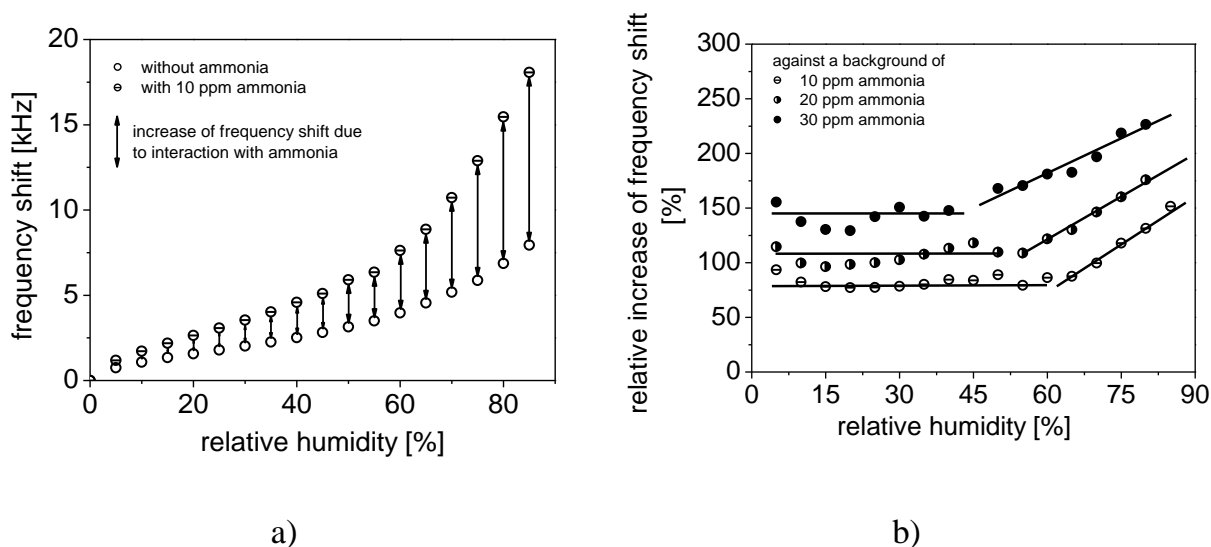 20
15
10
5
0
0
20
40
60
80
frequency shift [kHz]
relative humidity [%]
without ammonia
with 10 ppm ammonia
increase of frequency shift due
to interaction with ammonia
a)
300
250
200
150
100
50
0
0
15
30
45
60
75
90
relative increase of frequency shift
[%]
relative humidity [%]
against a background of
10 ppm ammonia
20 ppm ammonia
30 ppm ammonia
b)